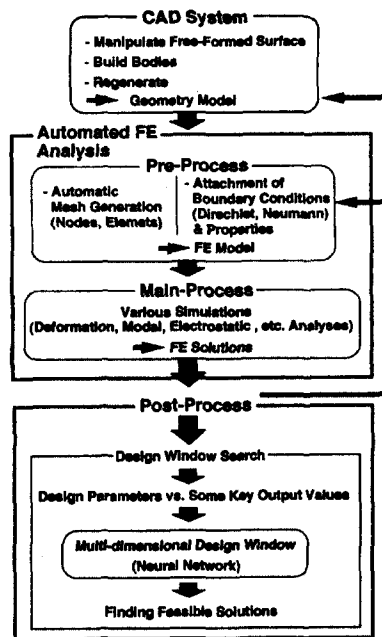 CAD System
- Manipulate Free-Formed Surface
- Build Bodies
- Regenerate
Geometry Model
Automated FE
Analysis
Pre-Process
- Automatic
Mesh Generation
(Nodes, Elemets)
- Attachment of
Boundary Conditions
(Direchlet, Neumann)
& Properties
FE Model
Main-Process
Various Simulations
(Deformation, Modal, Electrostatic , etc. Analyses)
FE Solutions
Post-Process
Design Window Search
Design Parameters vs. Some Key Output Values
Multi-dimensional Design Window
(Neural Network)
Finding Feasible Solutions